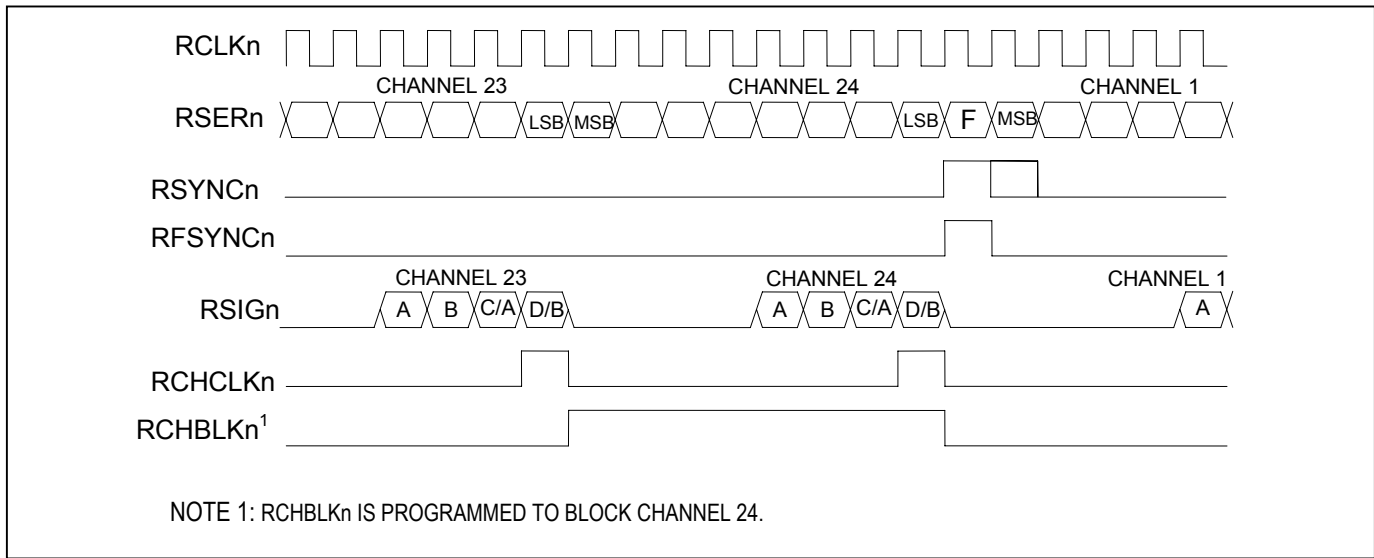 RCLKn
CHANNEL 23 CHANNEL 24 CHANNEL 1
RSERn LSB MSB LSB F MSB
RSYNCn
RFSYNCn
CHANNEL 23 CHANNEL 24 CHANNEL 1
RSIGn A B C/A D/B A B C/A D/B A
RCHCLKn
RCHBLKn1
NOTE 1: RCHBLKn IS PROGRAMMED TO BLOCK CHANNEL 24.